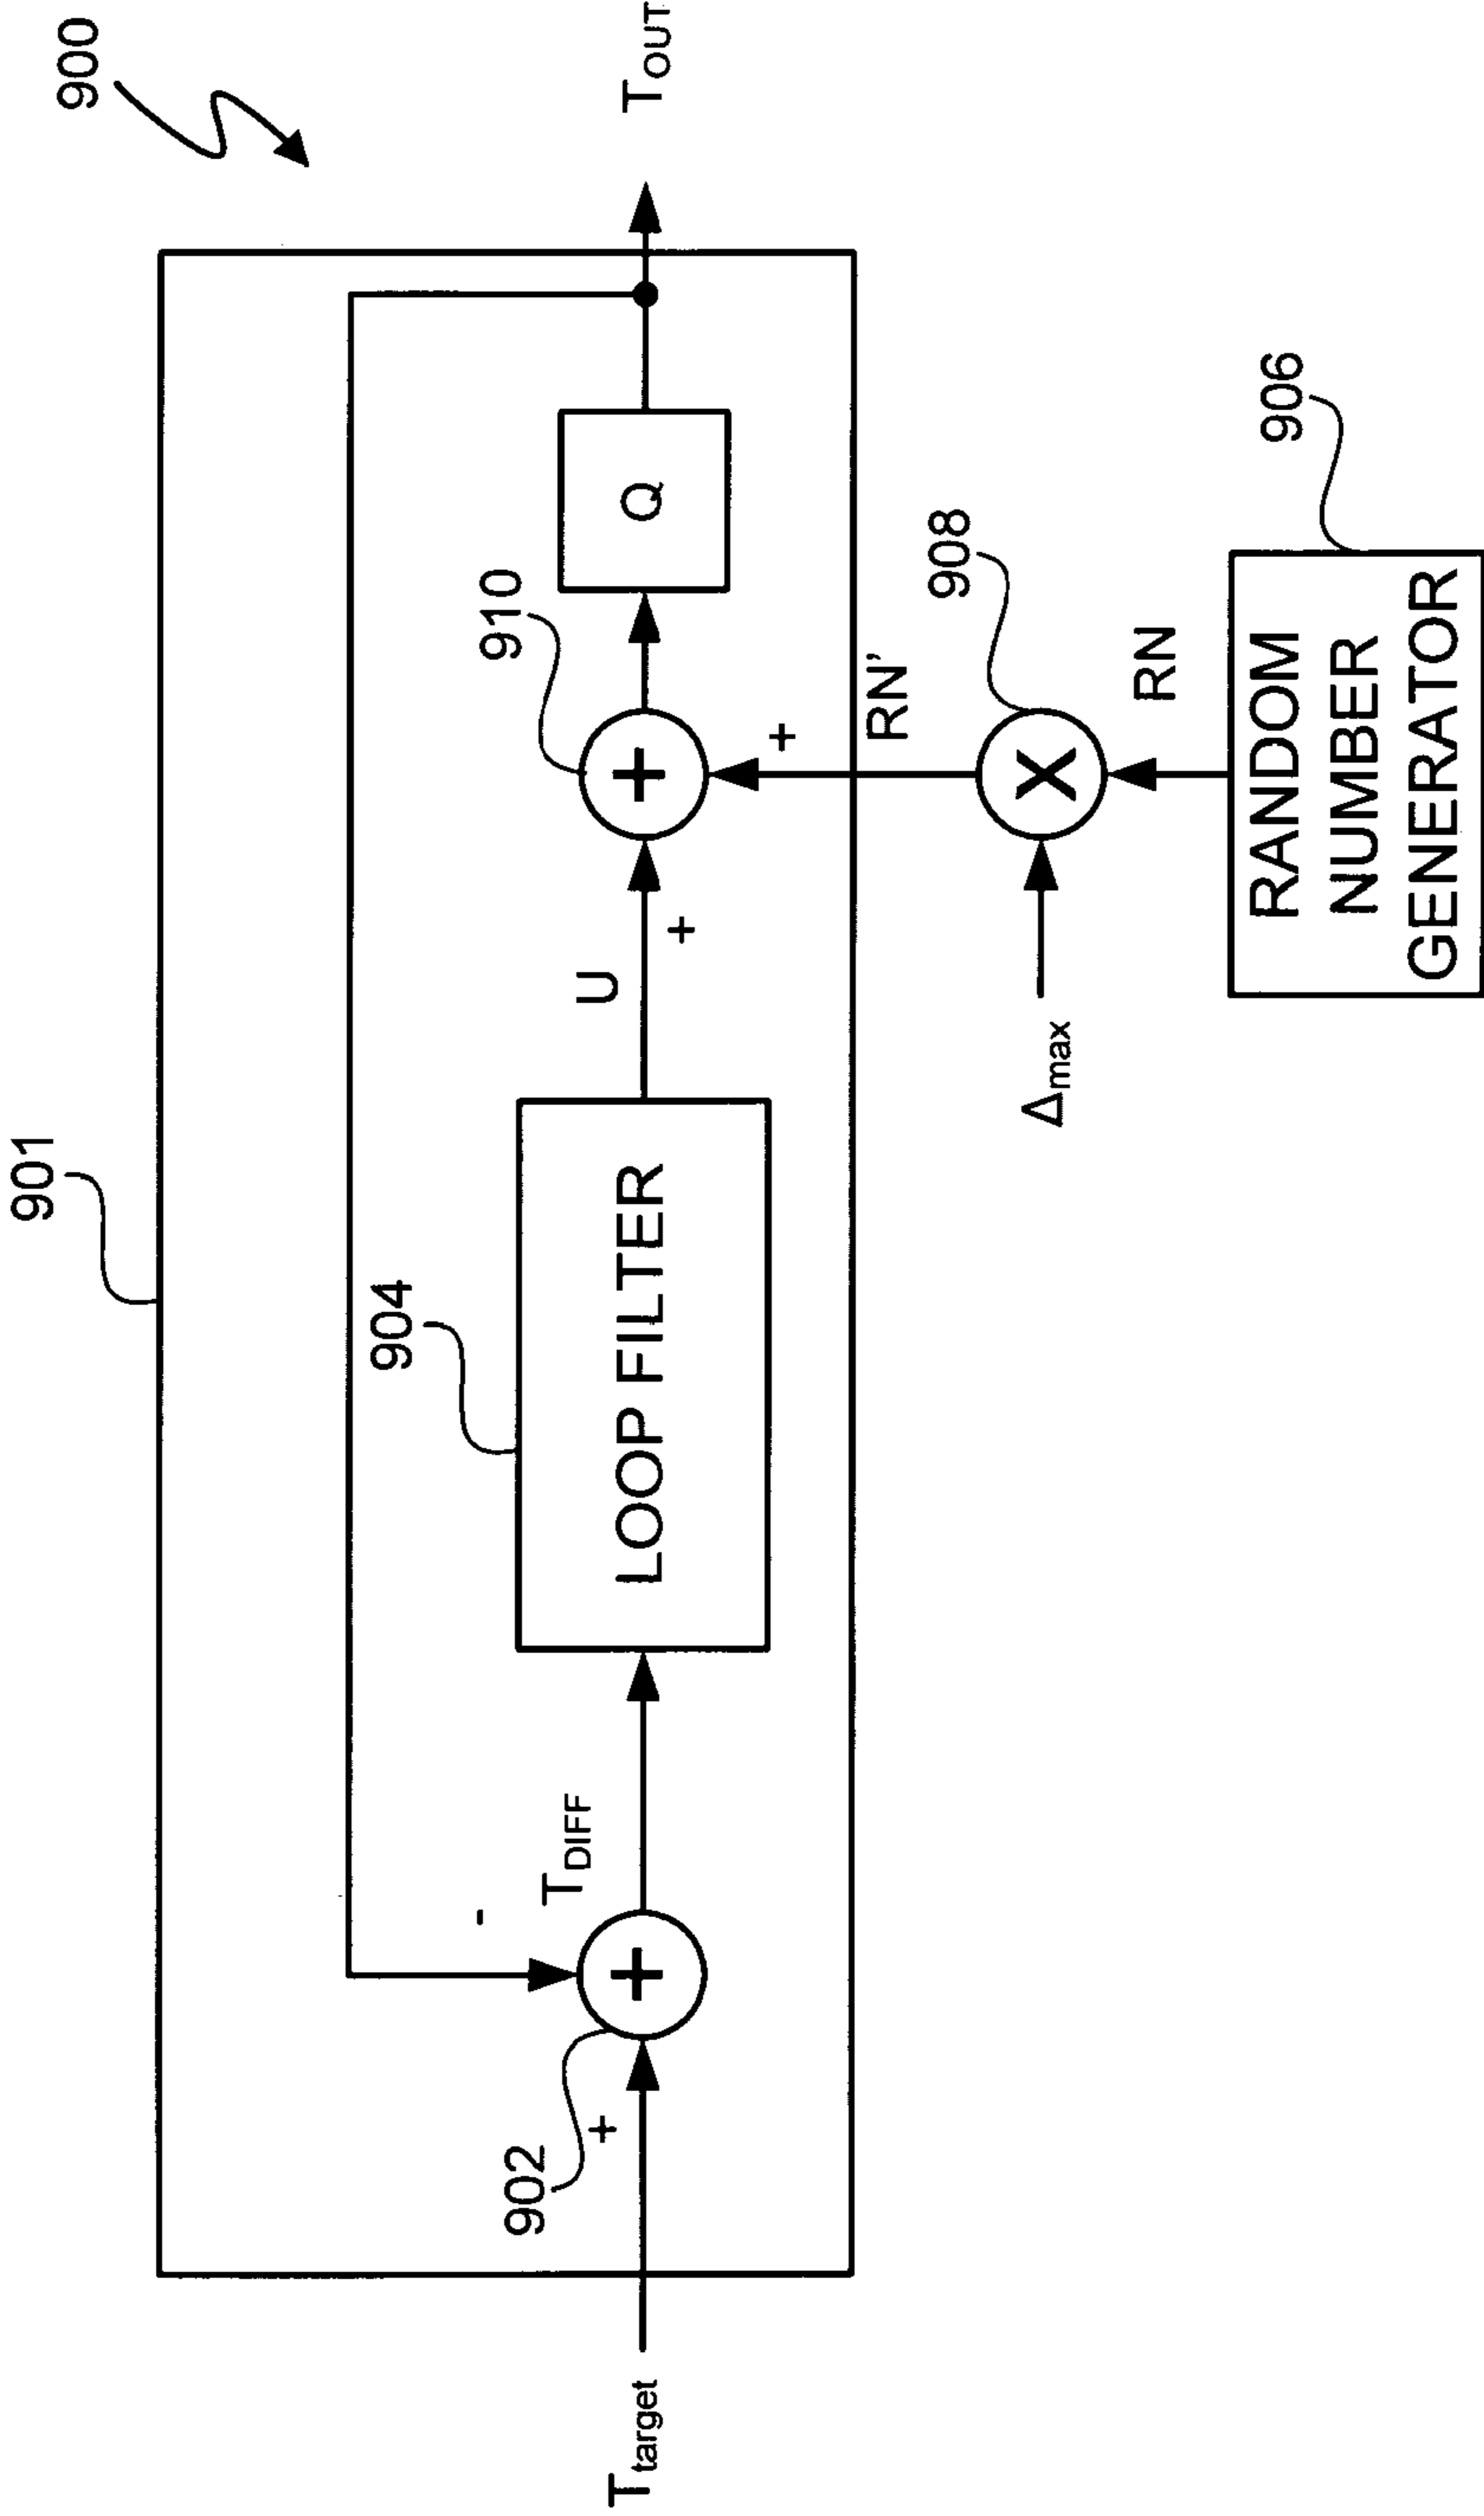 900
901
904
910
Q
902
+
-
T_DIFF
LOOP FILTER
U
+
+
T_target
+
T_OUT
+
RN'
908
Δmax
X
RN
906
RANDOM
NUMBER
GENERATOR